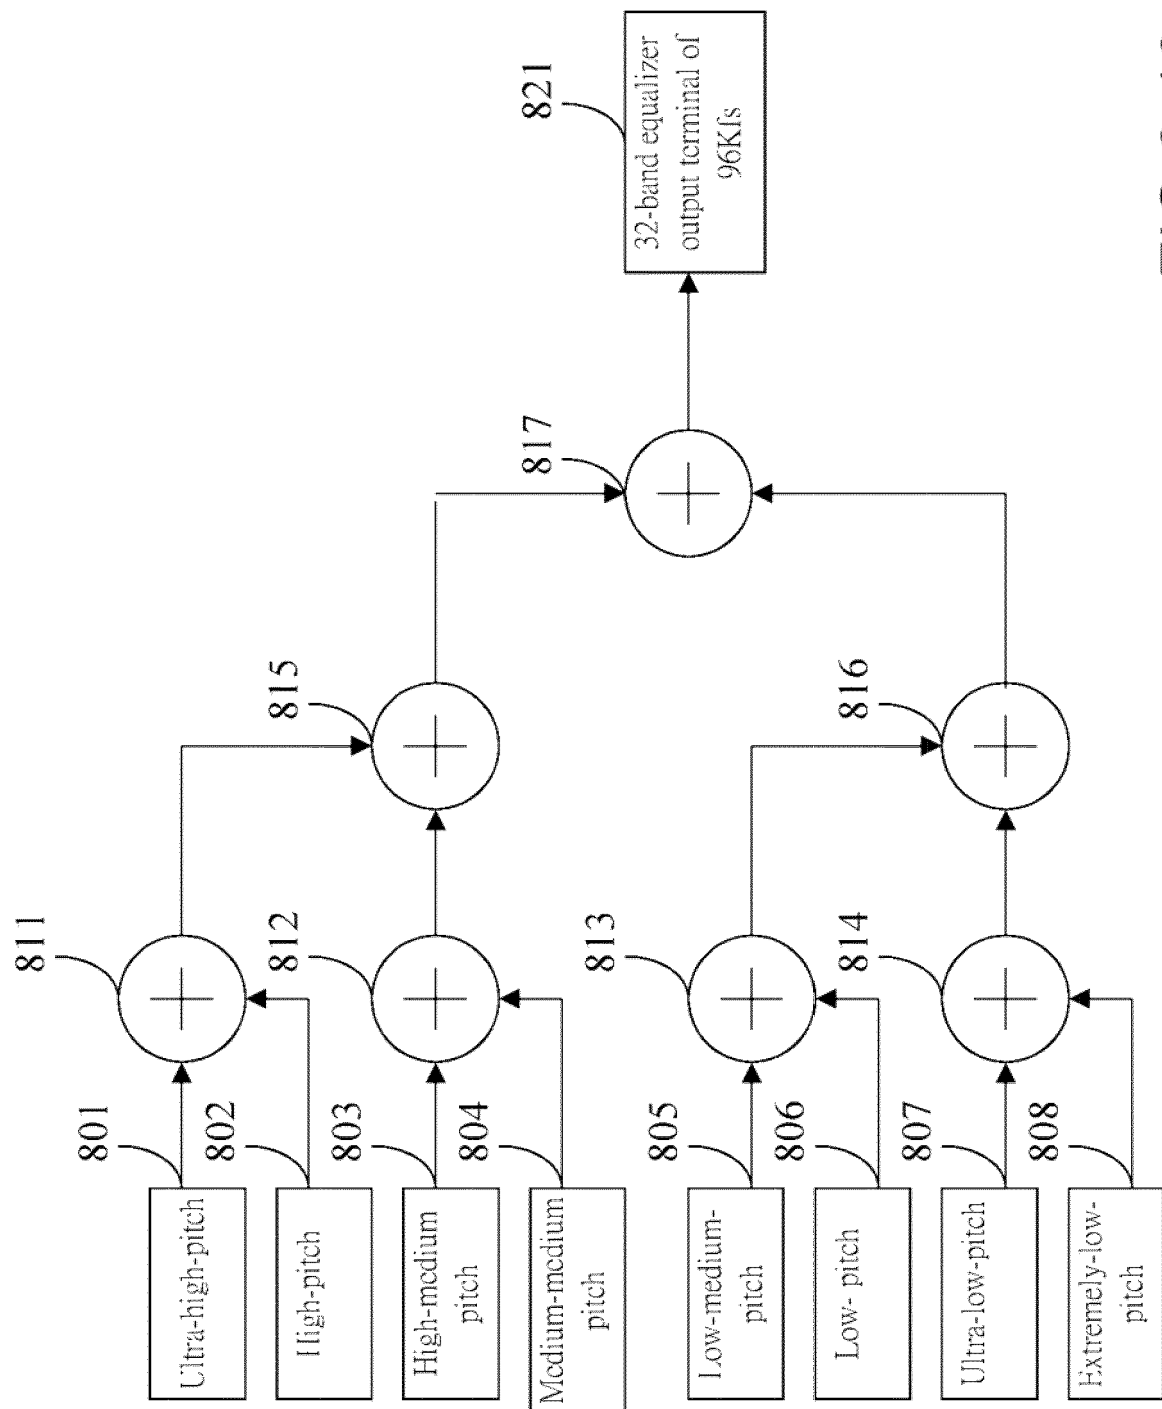 Ultra-high-pitch
801
High-pitch
802
High-medium
pitch
803
Medium-medium
pitch
804
Low-medium-
pitch
805
Low- pitch
806
Ultra-low-pitch
807
Extremely-low-
pitch
808
811
812
813
814
815
816
817
821
32-band equalizer
output terminal of
96Kfs